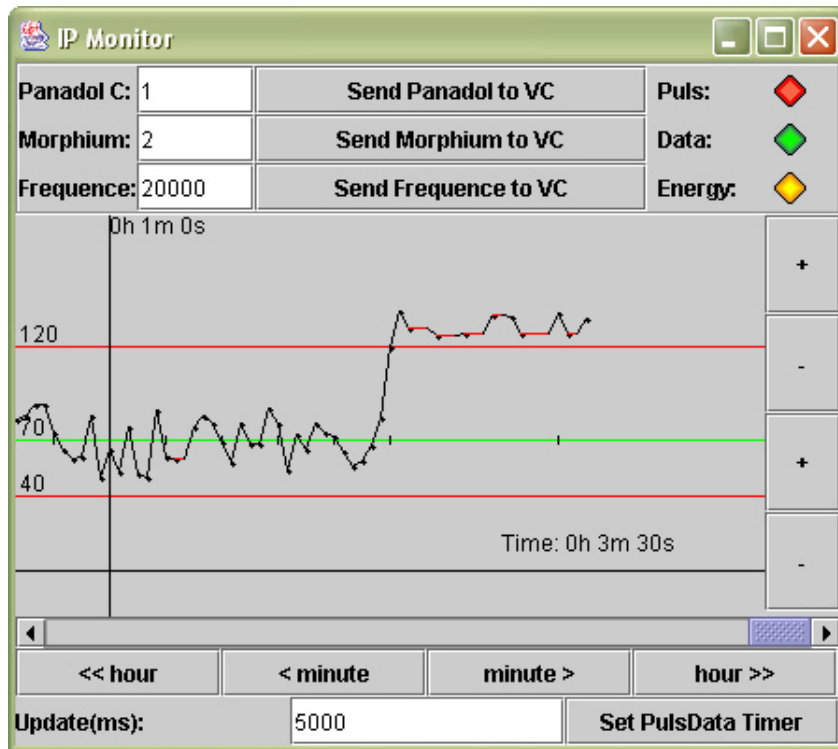 IP Monitor
Panadol C: 1 Send Panadol to VC Puls:
Morphium: 2 Send Morphium to VC Data:
Frequence: 20000 Send Frequence to VC Energy:
0h 1m 0s
+
120
-
70
+
40
Time: 0h 3m 30s
-
<< hour < minute minute > hour >>
Update(ms): 5000 Set PulsData Timer